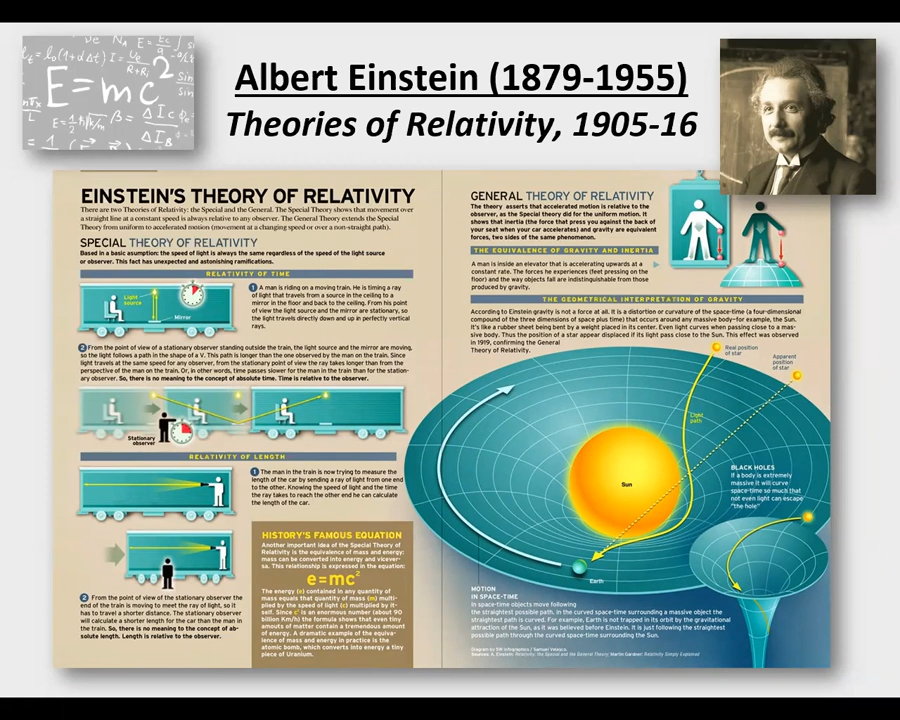 E=mc²
Albert Einstein (1879-1955)
Theories of Relativity, 1905-16
EINSTEIN'S THEORY OF RELATIVITY
There are two Theories of Relativity: the Special and the General. The Special Theory shows that movement over
a straight line at a constant speed is always relative to any observer. The General Theory extends the Special
Theory from uniform to accelerated motion (movement at a changing speed or over a non-straight path).
SPECIAL THEORY OF RELATIVITY
Based in a basic asumption: the speed of light is always the same regardless of the speed of the light source
or observer. This fact has unexpected and astonishing ramifications.
RELATIVITY OF TIME
Light
source
Mirror
1 A man is riding on a moving train. He is timing a ray
of light that travels from a source in the ceiling to a
mirror in the floor and back to the ceiling. From his point
of view the light source and the mirror are stationary, so
the light travels directly down and up in perfectly vertical
rays.
2 From the point of view of a stationary observer standing outside the train, the light source and the mirror are moving,
so the light follows a path in the shape of a V. This path is longer than the one observed by the man on the train. Since
light travels at the same speed for any observer, from the stationary point of view the ray takes longer than from the
perspective of the man on the train. Or, in other words, time passes slower for the man in the train than for the station-
ary observer. So, there is no meaning to the concept of absolute time. Time is relative to the observer.
Stationary
observer
RELATIVITY OF LENGTH
1 The man in the train is now trying to measure the
length of the car by sending a ray of light from one end
to the other. Knowing the speed of light and the time
the ray takes to reach the other end he can calculate
the length of the car.
2 From the point of view of the stationary observer the
end of the train is moving to meet the ray of light, so it
has to travel a shorter distance. The stationary observer
will calculate a shorter length for the car than the man in
the train. So, there is no meaning to the concept of ab-
solute length. Length is relative to the observer.
HISTORY'S FAMOUS EQUATION
Another important idea of the Special Theory of
Relativity is the equivalence of mass and energy:
mass can be converted into energy and vicever-
sa. This relationship is expressed in the equation:
e=mc²
The energy (e) contained in any quantity of
mass equals that quantity of mass (m) multi-
plied by the speed of light (c) multiplied by it-
self. Since c² is an enormous number (about 90
billion Km/h) the formula shows that even tiny
amounts of matter contain a tremendous amount
of energy. A dramatic example of the equiva-
lence of mass and energy in practice is the
atomic bomb, which converts into energy a tiny
piece of Uranium.
GENERAL THEORY OF RELATIVITY
The theory asserts that accelerated motion is relative to the
observer, as the Special Theory did for the uniform motion. It
shows that inertia (the force that press you against the back of
your seat when your car accelerates) and gravity are equivalent
forces, two sides of the same phenomenon.
THE EQUIVALENCE OF GRAVITY AND INERTIA
A man is inside an elevator that is accelerating upwards at a
constant rate. The forces he experiences (feet pressing on the
floor) and the way objects fall are indistinguishable from those
produced by gravity.
THE GEOMETRICAL INTERPRETATION OF GRAVITY
According to Einstein gravity is not a force at all. It is a distortion or curvature of the space-time (a four-dimensional
compound of the three dimensions of space plus time) that occurs around any massive body–for example, the Sun.
It's like a rubber sheet being bent by a weight placed in its center. Even light curves when passing close to a mas-
sive body. Thus the position of a star appear displaced if its light pass close to the Sun. This effect was observed
in 1919, confirming the General
Theory of Relativity.
Real position
of star
Apparent
position
of star
Light
path
Sun
Earth
BLACK HOLES
If a body is extremely
massive it will curve
space-time so much that
not even light can escape
"the hole"
MOTION
IN SPACE-TIME
In space-time objects move following
the straightest possible path, in the curved space-time surrounding a massive object the
straightest path is curved. For example, Earth is not trapped in its orbit by the gravitational
attraction of the Sun, as it was believed before Einstein. It is just following the straightest
possible path through the curved space-time surrounding the Sun.
Diagram by 5W Infographics / Samuel Velasco.
Sources: A. Einstein: Relativity: the Special and the General Theory; Martin Gardner: Relativity Simply Explained